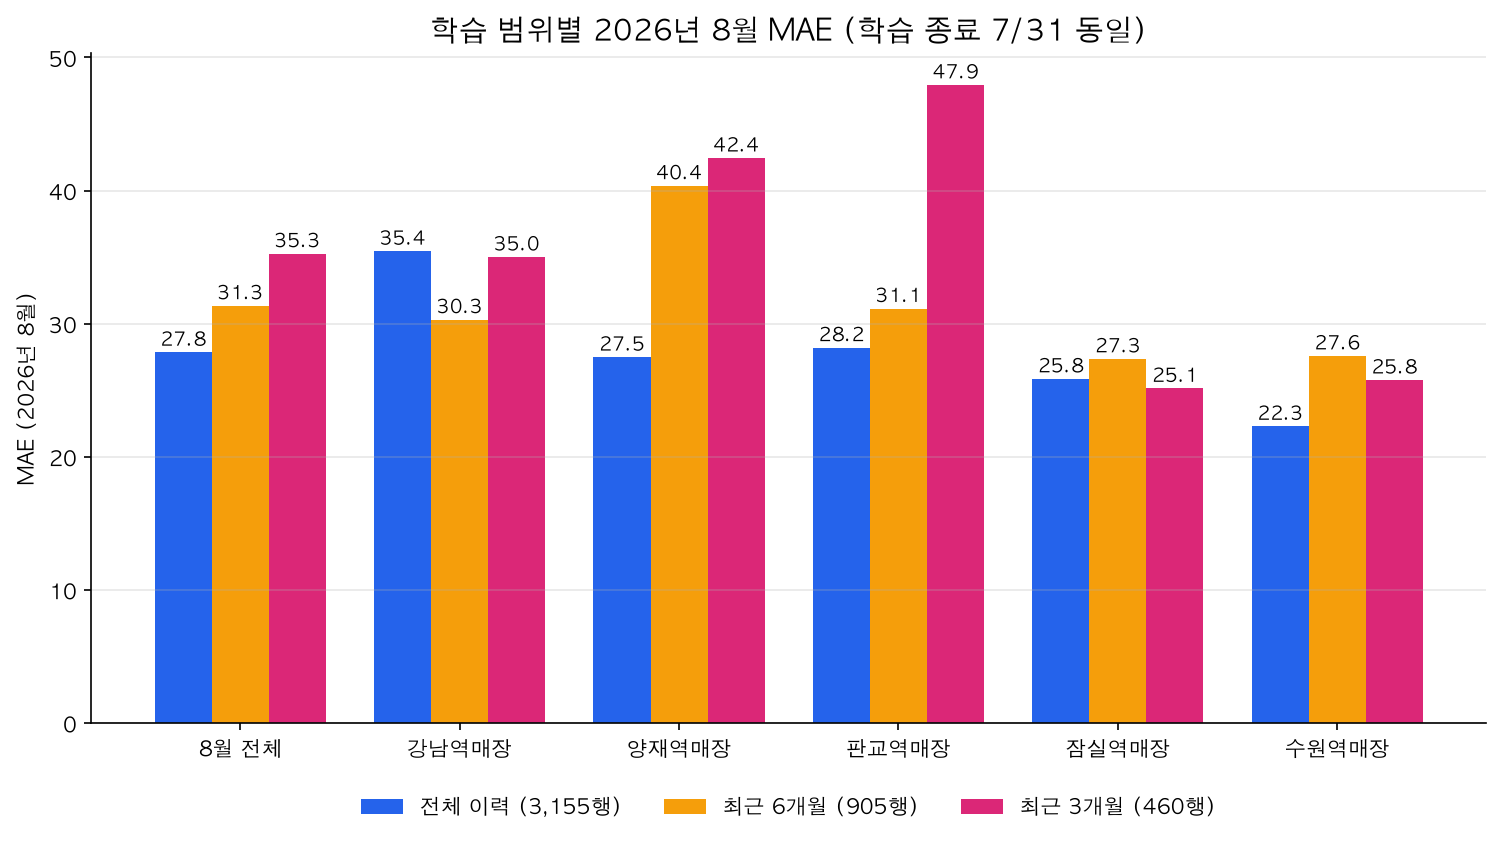 학습 범위별 2026년 8월 MAE (학습 종료 7/31 동일)
MAE (2026년 8월)
50
40
30
20
10
0
27.8
31.3
35.3
35.4
30.3
35.0
27.5
40.4
42.4
28.2
31.1
47.9
25.8
27.3
25.1
22.3
27.6
25.8
8월 전체
강남역매장
양재역매장
판교역매장
잠실역매장
수원역매장
전체 이력 (3,155행)
최근 6개월 (905행)
최근 3개월 (460행)